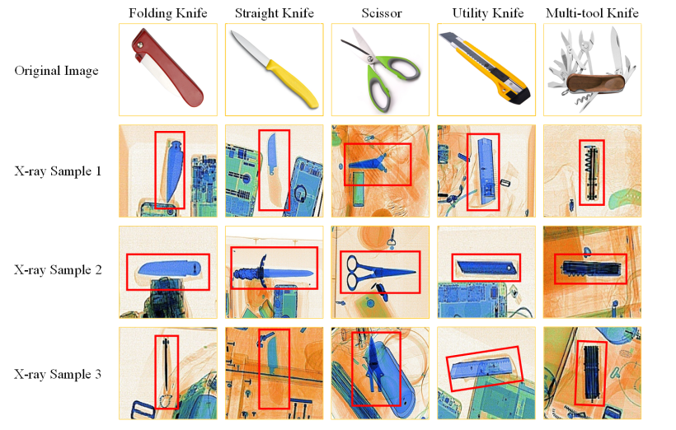 Folding Knife Straight Knife Scissor Utility Knife Multi-tool Knife
Original Image
X-ray Sample 1
X-ray Sample 2
X-ray Sample 3